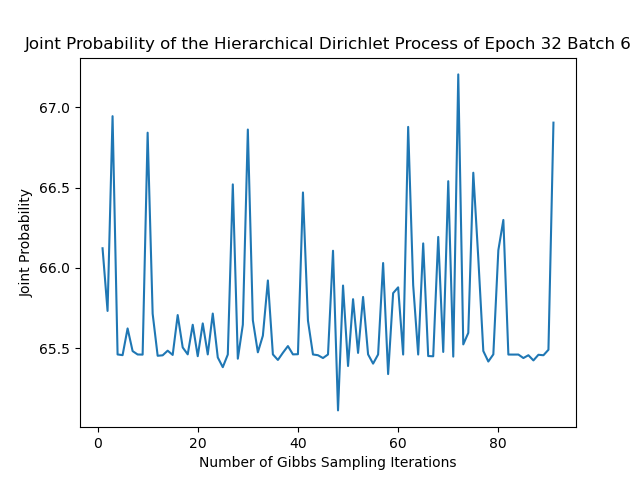 Joint Probability of the Hierarchical Dirichlet Process of Epoch 32 Batch 6
67.0
66.5
66.0
65.5
Joint Probability
0 20 40 60 80
Number of Gibbs Sampling Iterations